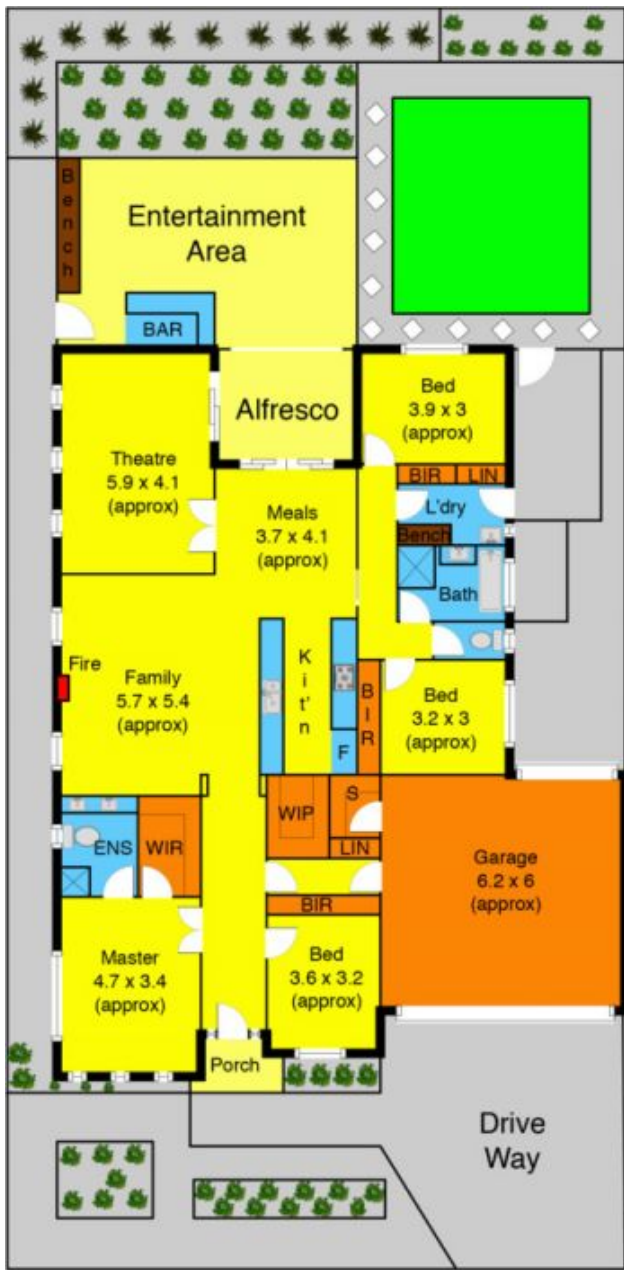 Bench
Entertainment
Area
BAR
Alfresco
Bed
3.9 x 3
(approx)
Theatre
5.9 x 4.1
(approx)
BIR
LIN
Meals
3.7 x 4.1
(approx)
L'dry
Bench
Bath
Fire
Family
5.7 x 5.4
(approx)
Kit'n
F
BIR
Bed
3.2 x 3
(approx)
ENS
WIR
WIP
S
LIN
Garage
6.2 x 6
(approx)
BIR
Master
4.7 x 3.4
(approx)
Bed
3.6 x 3.2
(approx)
Porch
Drive
Way